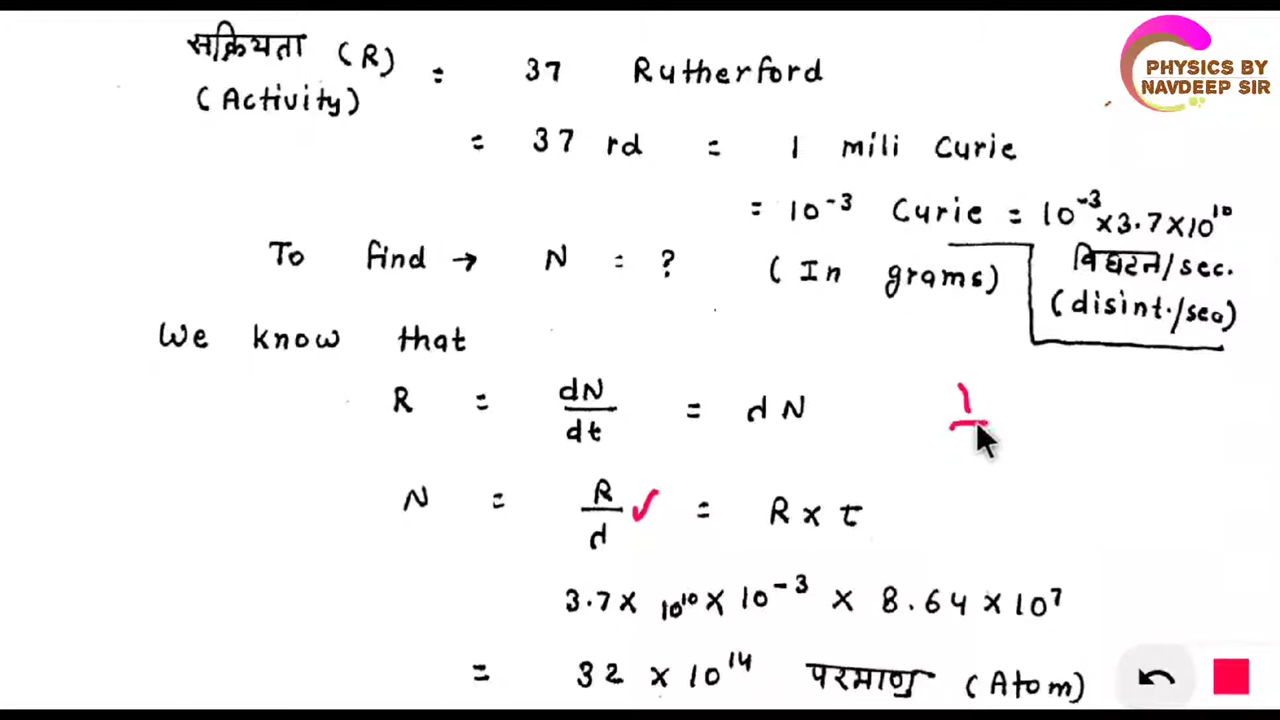 सक्रियता (R) = 37 Rutherford
(Activity)
PHYSICS BY
NAVDEEP SIR
= 37 rd = 1 mili Curie
= 10⁻³ Curie = 10⁻³ × 3.7 × 10¹⁰
विघटन/sec.
(disint./sec)
To find → N = ? (In grams)
We know that
R = dN/dt = λN
1
N = R/λ ✓ = R × τ
3.7 × 10¹⁰ × 10⁻³ × 8.64 × 10⁷
= 32 × 10¹⁴ परमाणु (Atom)